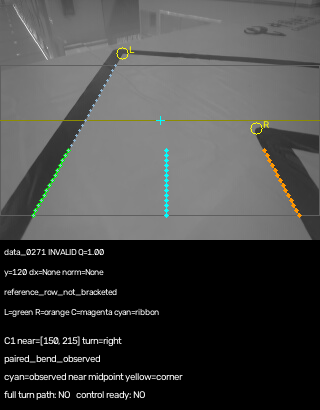 L
R
data_0271 INVALID Q=1.00
y=120 dx=None norm=None
reference_row_not_bracketed
L=green R=orange C=magenta cyan=ribbon
C1 near=[150, 215] turn=right
paired_bend_observed
cyan=observed near midpoint yellow=corner
full turn path: NO control ready: NO